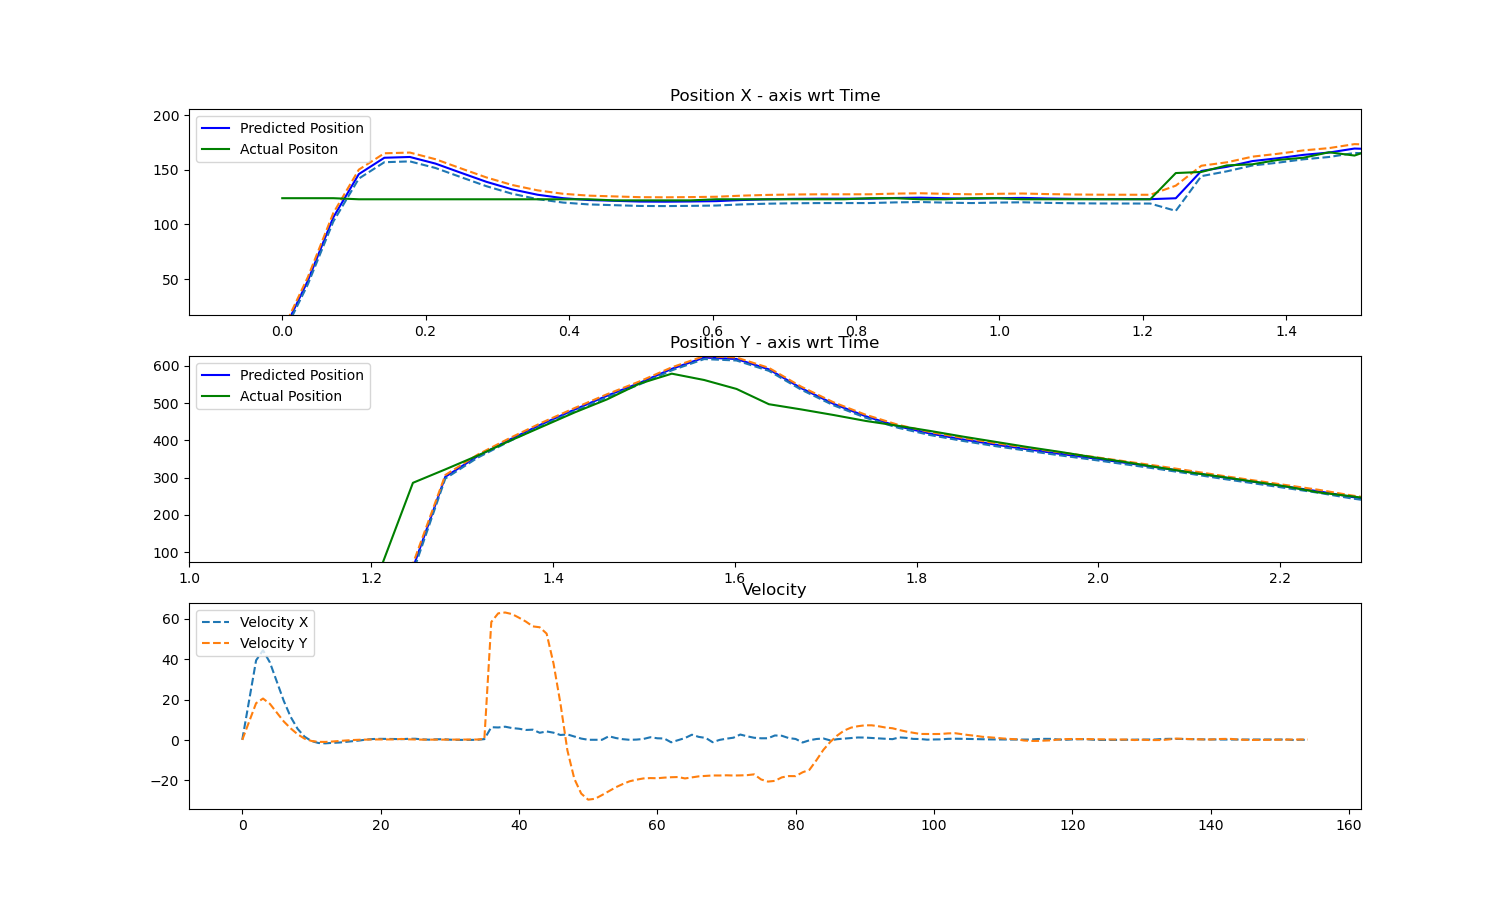 Position X - axis wrt Time
200
150
100
50
Predicted Position
Actual Positon
0.0 0.2 0.4 0.6 0.8 1.0 1.2 1.4
Position Y - axis wrt Time
600
500
400
300
200
100
Predicted Position
Actual Position
1.0 1.2 1.4 1.6 1.8 2.0 2.2
Velocity
60
40
20
0
−20
Velocity X
Velocity Y
0 20 40 60 80 100 120 140 160